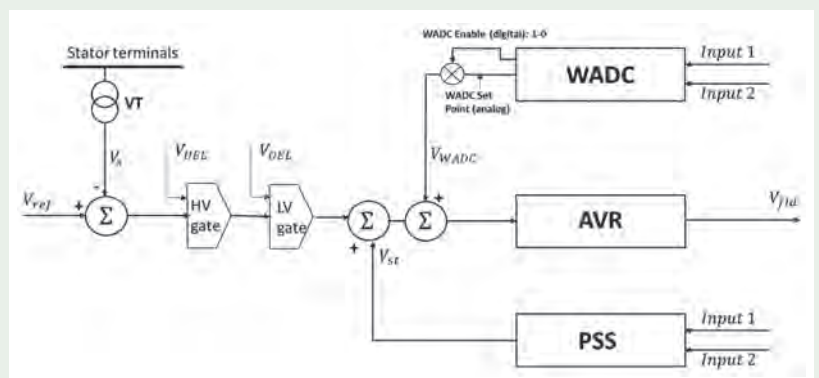 Stator terminals
VT
V_s
V_ref
V_UEL
V_OEL
HV
gate
LV
gate
Σ
Σ
Σ
+
-
+
+
V_st
V_WADC
WADC Enable (digital): 1-0
WADC Set
Point (analog)
WADC
Input 1
Input 2
AVR
V_fld
PSS
Input 1
Input 2